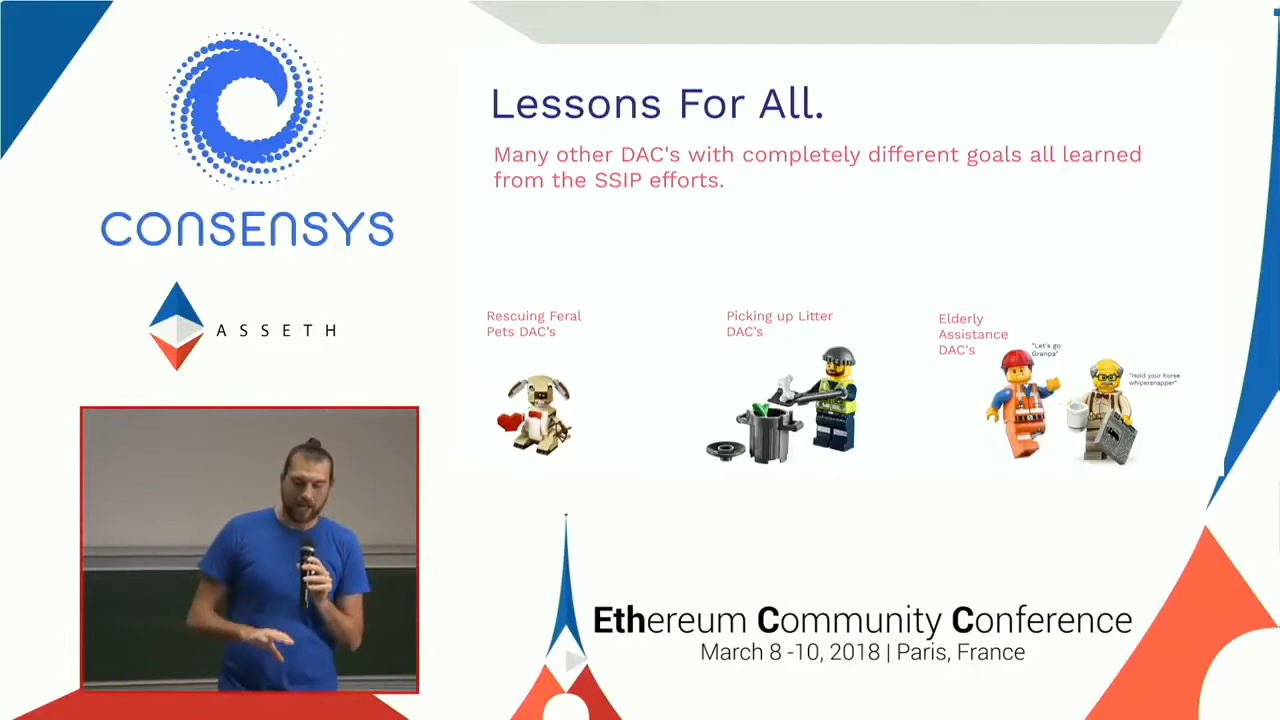 CONSENSYS
ASSETH
Lessons For All.
Many other DAC's with completely different goals all learned
from the SSIP efforts.
Rescuing Feral
Pets DAC's
Picking up Litter
DAC's
Elderly
Assistance
DAC's
"Let's go
Granpa"
"Hold your horse
whipersnapper"
Ethereum Community Conference
March 8 -10, 2018 | Paris, France